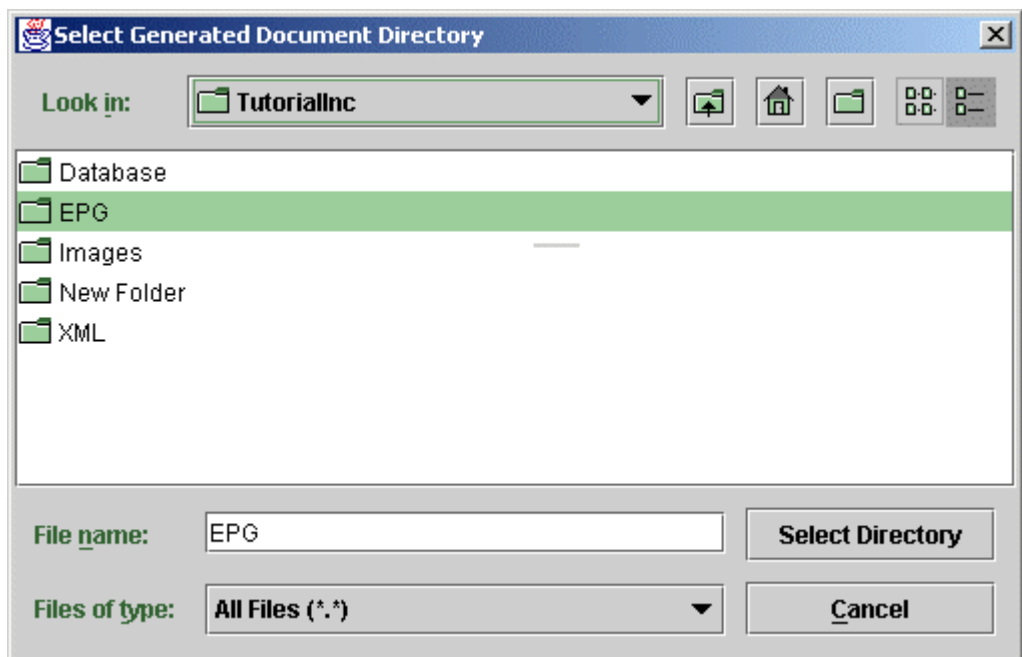 Select Generated Document Directory
Look in: TutorialInc
Database
EPG
Images
New Folder
XML
File name: EPG Select Directory
Files of type: All Files (*.*) Cancel